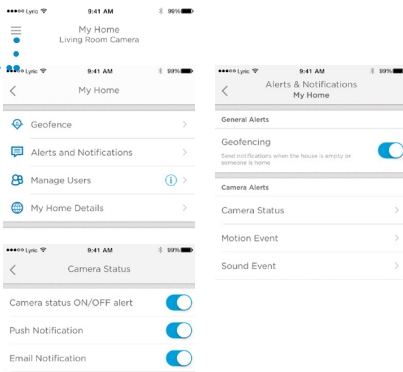 ●●●○○ Lyric 9:41 AM 99%
My Home
Living Room Camera
Lyric 9:41 AM 99%
My Home
Geofence
Alerts and Notifications
Manage Users
My Home Details
●●●○○ Lyric 9:41 AM 99%
Camera Status
Camera status ON/OFF alert
Push Notification
Email Notification
●●●○○ Lyric 9:41 AM 99%
Alerts & Notifications
My Home
General Alerts
Geofencing
Send notifications when the house is empty or
someone is home
Camera Alerts
Camera Status
Motion Event
Sound Event